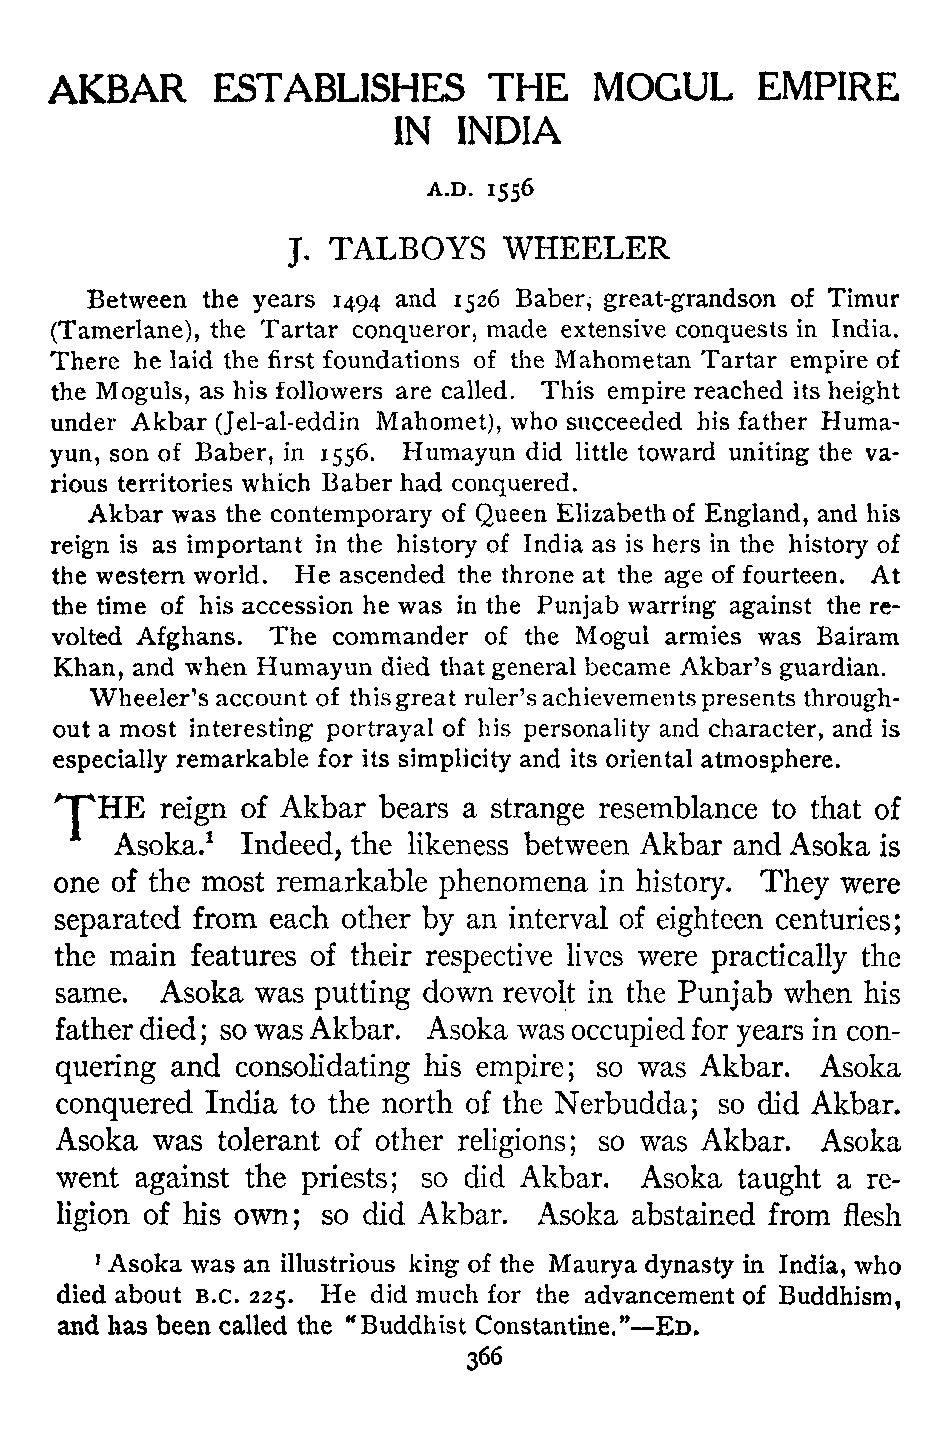 AKBAR ESTABLISHES THE MOGUL EMPIRE
IN INDIA
A.D. 1556
J. TALBOYS WHEELER
Between the years 1494 and 1526 Baber, great-grandson of Timur
(Tamerlane), the Tartar conqueror, made extensive conquests in India.
There he laid the first foundations of the Mahometan Tartar empire of
the Moguls, as his followers are called. This empire reached its height
under Akbar (Jel-al-eddin Mahomet), who succeeded his father Huma-
yun, son of Baber, in 1556. Humayun did little toward uniting the va-
rious territories which Baber had conquered.
Akbar was the contemporary of Queen Elizabeth of England, and his
reign is as important in the history of India as is hers in the history of
the western world. He ascended the throne at the age of fourteen. At
the time of his accession he was in the Punjab warring against the re-
volted Afghans. The commander of the Mogul armies was Bairam
Khan, and when Humayun died that general became Akbar's guardian.
Wheeler's account of this great ruler's achievements presents through-
out a most interesting portrayal of his personality and character, and is
especially remarkable for its simplicity and its oriental atmosphere.
THE reign of Akbar bears a strange resemblance to that of
Asoka.¹ Indeed, the likeness between Akbar and Asoka is
one of the most remarkable phenomena in history. They were
separated from each other by an interval of eighteen centuries;
the main features of their respective lives were practically the
same. Asoka was putting down revolt in the Punjab when his
father died; so was Akbar. Asoka was occupied for years in con-
quering and consolidating his empire; so was Akbar. Asoka
conquered India to the north of the Nerbudda; so did Akbar.
Asoka was tolerant of other religions; so was Akbar. Asoka
went against the priests; so did Akbar. Asoka taught a re-
ligion of his own; so did Akbar. Asoka abstained from flesh
¹ Asoka was an illustrious king of the Maurya dynasty in India, who
died about B.C. 225. He did much for the advancement of Buddhism,
and has been called the "Buddhist Constantine."—ED.
366